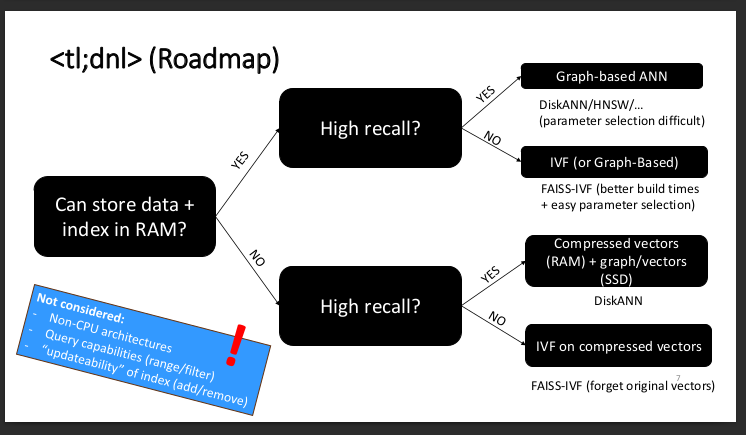 <tl;dnl> (Roadmap)
Can store data +
index in RAM?
YES
NO
High recall?
YES
NO
Graph-based ANN
DiskANN/HNSW/...
(parameter selection difficult)
IVF (or Graph-Based)
FAISS-IVF (better build times
+ easy parameter selection)
High recall?
YES
NO
Compressed vectors
(RAM) + graph/vectors
(SSD)
DiskANN
IVF on compressed vectors
FAISS-IVF (forget original vectors)
7
Not considered:
- Non-CPU architectures
- Query capabilities (range/filter)
- “updateability” of index (add/remove)
!